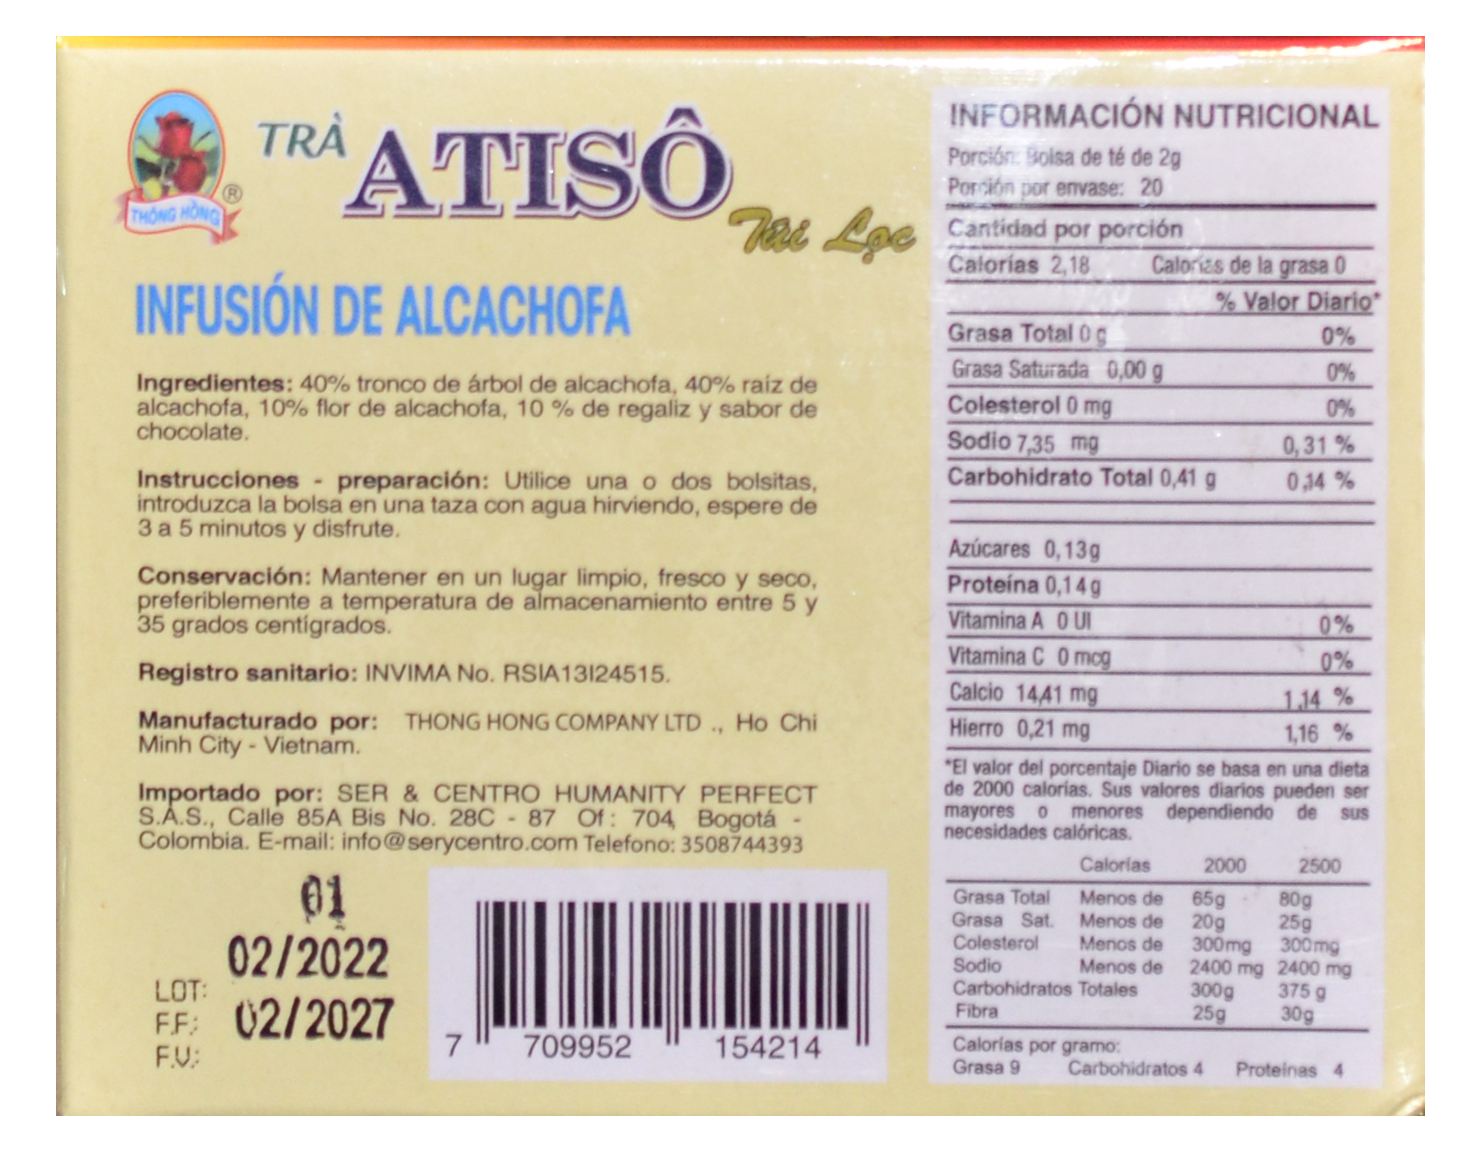 THÔNG HỒNG
®
TRÀ ATISÔ
Túi Lọc
INFUSIÓN DE ALCACHOFA
Ingredientes: 40% tronco de árbol de alcachofa, 40% raíz de
alcachofa, 10% flor de alcachofa, 10 % de regaliz y sabor de
chocolate.
Instrucciones - preparación: Utilice una o dos bolsitas,
introduzca la bolsa en una taza con agua hirviendo, espere de
3 a 5 minutos y disfrute.
Conservación: Mantener en un lugar limpio, fresco y seco,
preferiblemente a temperatura de almacenamiento entre 5 y
35 grados centígrados.
Registro sanitario: INVIMA No. RSIA13I24515.
Manufacturado por: THONG HONG COMPANY LTD ., Ho Chi
Minh City - Vietnam.
Importado por: SER & CENTRO HUMANITY PERFECT
S.A.S., Calle 85A Bis No. 28C - 87 Of: 704, Bogotá -
Colombia. E-mail: info@serycentro.com Telefono: 3508744393
01
02/2022
02/2027
LOT:
F.F.:
F.V.:
7 709952 154214
INFORMACIÓN NUTRICIONAL
Porción: Bolsa de té de 2g
Porción por envase: 20
Cantidad por porción
Calorías 2,18 Calorías de la grasa 0
% Valor Diario*
Grasa Total 0 g 0%
Grasa Saturada 0,00 g 0%
Colesterol 0 mg 0%
Sodio 7,35 mg 0,31 %
Carbohidrato Total 0,41 g 0,14 %
Azúcares 0,13g
Proteína 0,14g
Vitamina A 0 UI 0%
Vitamina C 0 mcg 0%
Calcio 14,41 mg 1,14 %
Hierro 0,21 mg 1,16 %
*El valor del porcentaje Diario se basa en una dieta
de 2000 calorías. Sus valores diarios pueden ser
mayores o menores dependiendo de sus
necesidades calóricas.
Calorías 2000 2500
Grasa Total Menos de 65g 80g
Grasa Sat. Menos de 20g 25g
Colesterol Menos de 300mg 300mg
Sodio Menos de 2400 mg 2400 mg
Carbohidratos Totales 300g 375 g
Fibra 25g 30g
Calorías por gramo:
Grasa 9 Carbohidratos 4 Proteínas 4